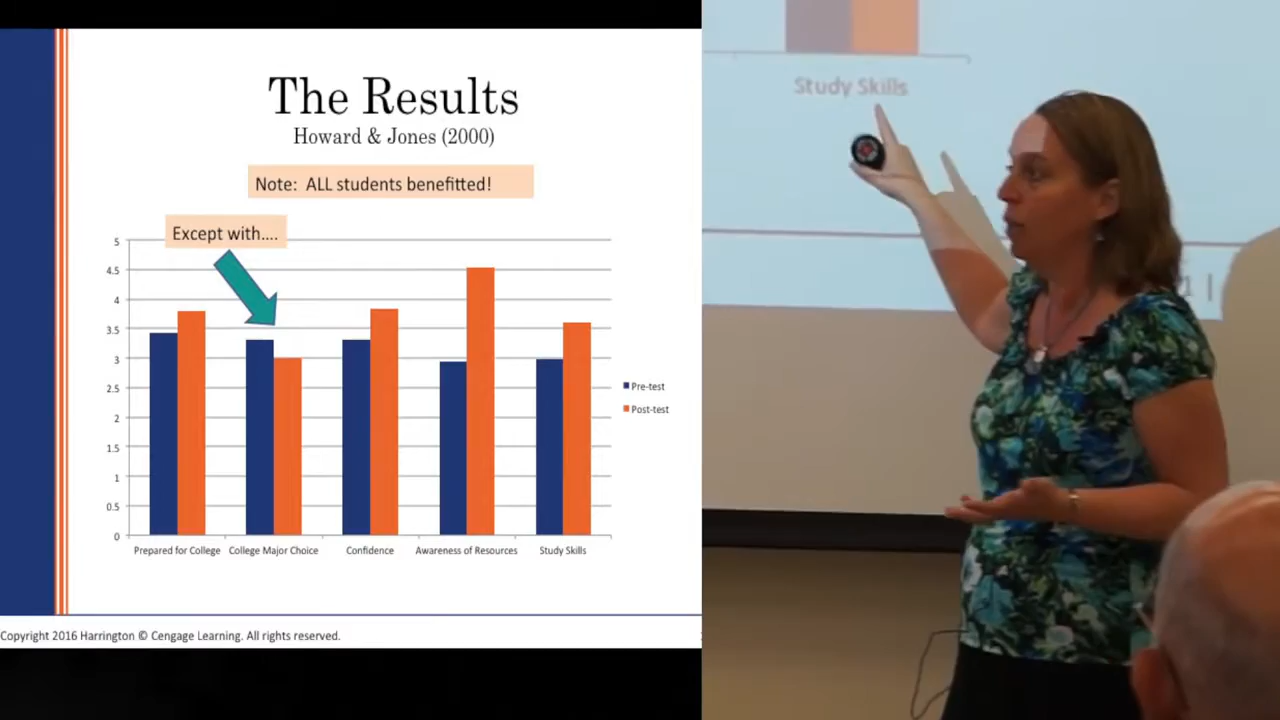 The Results
Howard & Jones (2000)
Note: ALL students benefitted!
Except with....
5
4.5
4
3.5
3
2.5
2
1.5
1
0.5
0
Prepared for College
College Major Choice
Confidence
Awareness of Resources
Study Skills
Pre-test
Post-test
Copyright 2016 Harrington © Cengage Learning. All rights reserved.
Study Skills
1 |